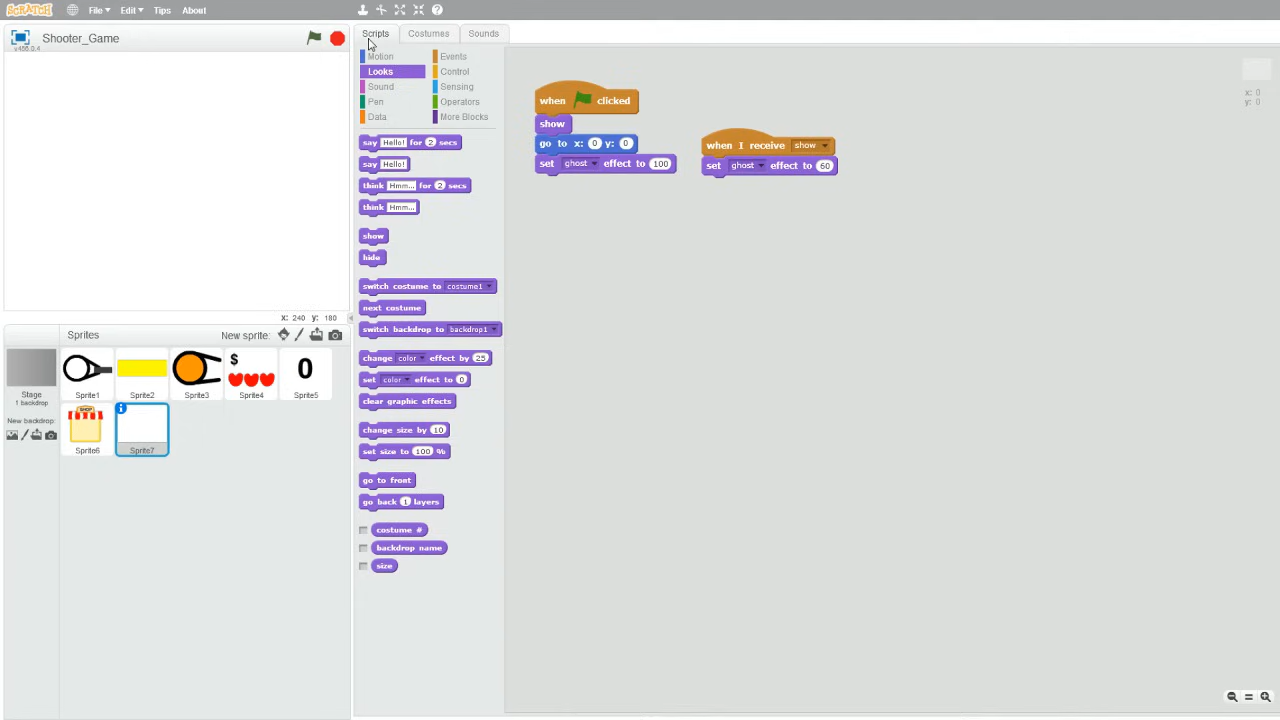 SCRATCH File Edit Tips About
Shooter_Game
v456.0.4
Scripts Costumes Sounds
Motion Events
Looks Control
Sound Sensing
Pen Operators
Data More Blocks
say Hello! for 2 secs
say Hello!
think Hmm... for 2 secs
think Hmm...
show
hide
switch costume to costume1
next costume
switch backdrop to backdrop1
change color effect by 25
set color effect to 0
clear graphic effects
change size by 10
set size to 100 %
go to front
go back 1 layers
costume #
backdrop name
size
when clicked
show
go to x: 0 y: 0
set ghost effect to 100
when I receive show
set ghost effect to 60
x: 0
y: 0
x: 240 y: 180
Sprites New sprite:
Stage
1 backdrop
New backdrop:
Sprite1
Sprite2
Sprite3
$
Sprite4
0
Sprite5
SHOP
Sprite6
i
Sprite7